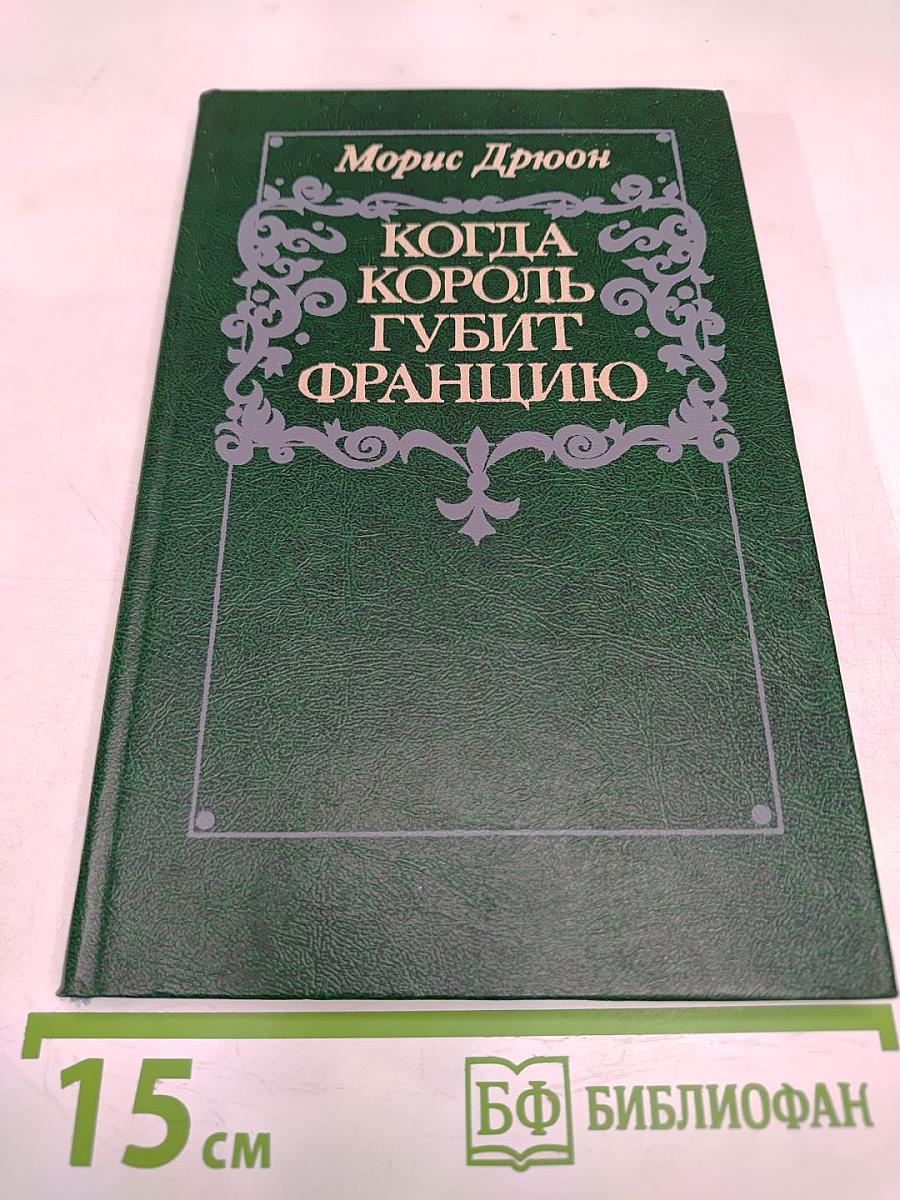 Морис Дрюон
КОГДА
КОРОЛЬ
ГУБИТ
ФРАНЦИЮ
15 см
БФ БИБЛИОФАН